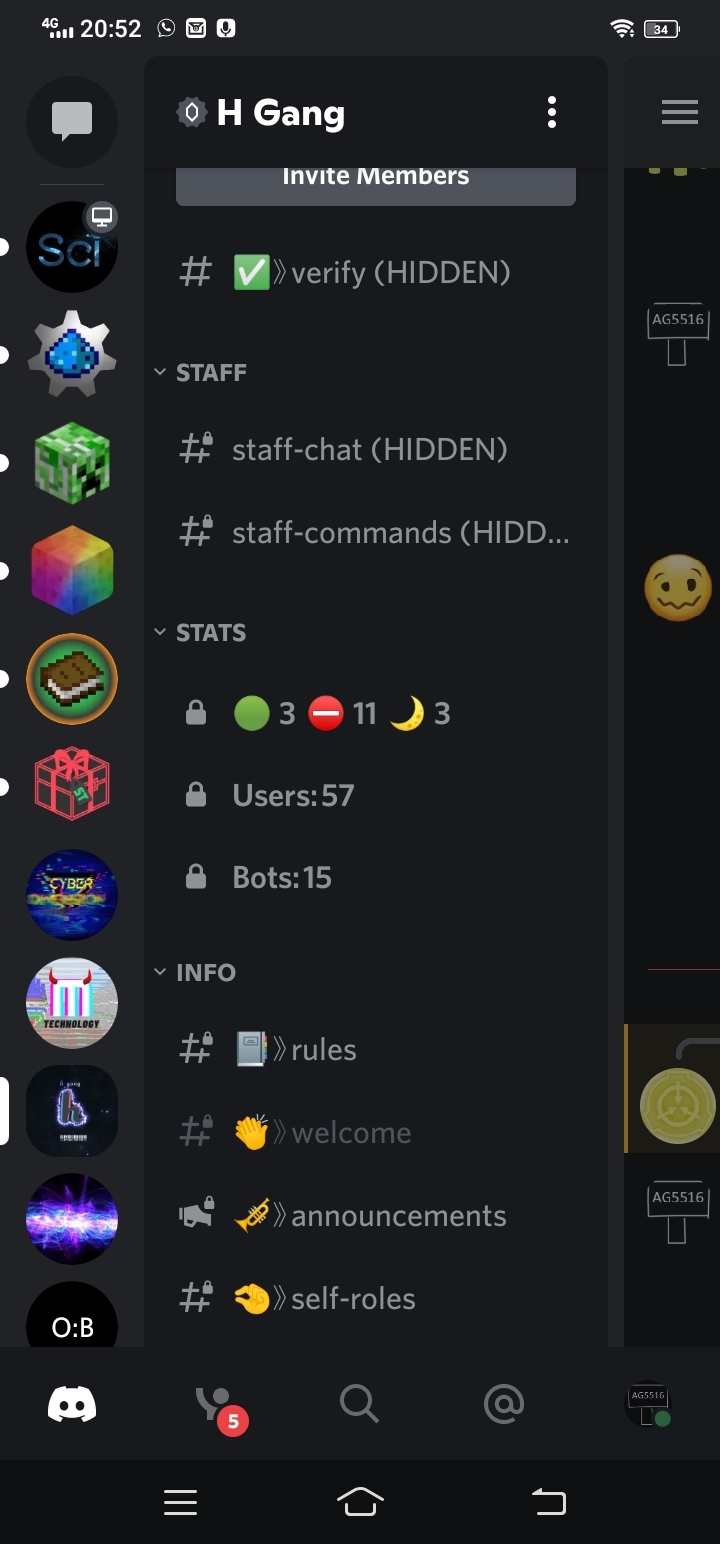 4G 20:52 34
H Gang
Invite Members
✅》verify (HIDDEN)
STAFF
staff-chat (HIDDEN)
staff-commands (HIDD...
STATS
🟢 3 ⛔ 11 🌙 3
Users: 57
Bots: 15
INFO
📔》rules
👏》welcome
🎺》announcements
🤏》self-roles
Sci
CYBER
TECHNOLOGY
h gang
h
O:B
AG5516
AG5516
5
AG5516